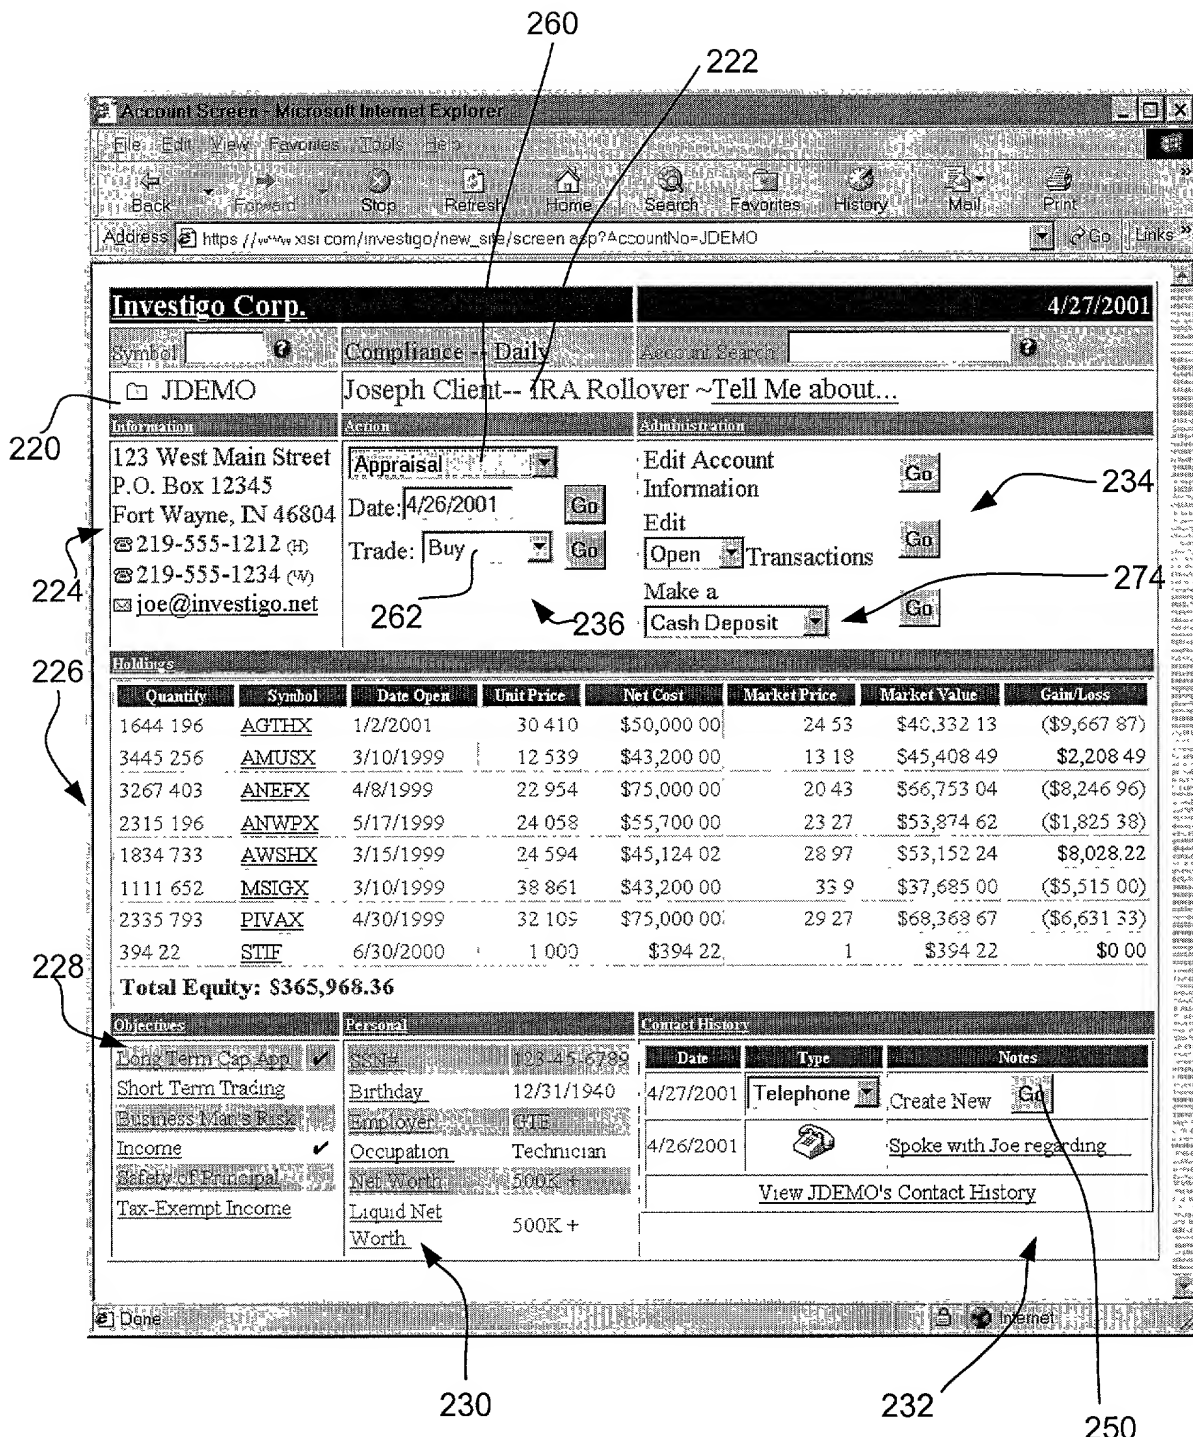 260
222
Account Screen - Microsoft Internet Explorer
File Edit View Favorites Tools Help
Back Forward Stop Refresh Home Search Favorites History Mail Print
Address https //www xisi com/investigo/new_site/screen asp?AccountNo=JDEMO Go Links
Investigo Corp. 4/27/2001
Symbol Compliance -- Daily Account Search
JDEMO Joseph Client-- IRA Rollover ~Tell Me about...
220
Information Action Administration
123 West Main Street
P.O. Box 12345
Fort Wayne, IN 46804
219-555-1212 (H)
219-555-1234 (W)
joe@investigo.net
224
Appraisal
Date: 4/26/2001 Go
Trade: Buy Go
262
236
Edit Account Information Go
234
Edit
Open Transactions Go
Make a
Cash Deposit Go
274
226
Holdings
Quantity Symbol Date Open Unit Price Net Cost Market Price Market Value Gain/Loss
1644 196 AGTHX 1/2/2001 30 410 $50,000 00 24 53 $40,332 13 ($9,667 87)
3445 256 AMUSX 3/10/1999 12 539 $43,200 00 13 18 $45,408 49 $2,208 49
3267 403 ANEFX 4/8/1999 22 954 $75,000 00 20 43 $66,753 04 ($8,246 96)
2315 196 ANWPX 5/17/1999 24 058 $55,700 00 23 27 $53,874 62 ($1,825 38)
1834 733 AWSHX 3/15/1999 24 594 $45,124 02 28 97 $53,152 24 $8,028.22
1111 652 MSIGX 3/10/1999 38 861 $43,200 00 33 9 $37,685 00 ($5,515 00)
2335 793 PIVAX 4/30/1999 32 109 $75,000 00 29 27 $68,368 67 ($6,631 33)
394 22 STIF 6/30/2000 1 000 $394 22 1 $394 22 $0 00
228
Total Equity: $365,968.36
Objectives Personal Contact History
Long Term Cap App ✔
Short Term Trading
Business Man's Risk
Income ✔
Safety of Principal
Tax-Exempt Income
SSN# 123-45-6789
Birthday 12/31/1940
Employer GTE
Occupation Technician
Net Worth 500K +
Liquid Net Worth 500K +
Date Type Notes
4/27/2001 Telephone Create New Go
4/26/2001 Spoke with Joe regarding
View JDEMO's Contact History
Done Internet
230
232
250